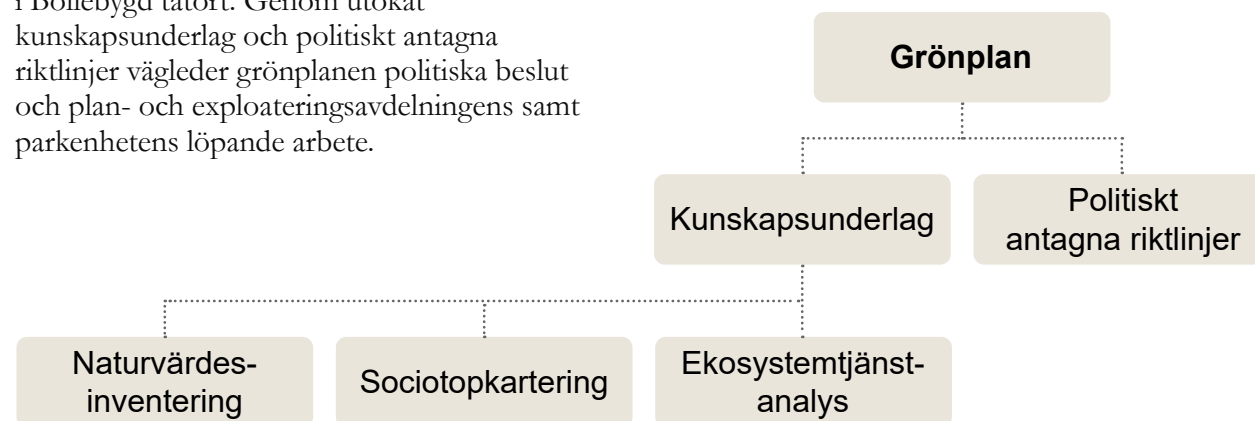 i Bollebygd tätort. Genom utökat
kunskapsunderlag och politiskt antagna
riktlinjer vägleder grönplanen politiska beslut
och plan- och exploateringsavdelningens samt
parkenhetens löpande arbete.
Grönplan
Kunskapsunderlag
Politiskt
antagna riktlinjer
Naturvärdes-
inventering
Sociotopkartering
Ekosystemtjänst-
analys